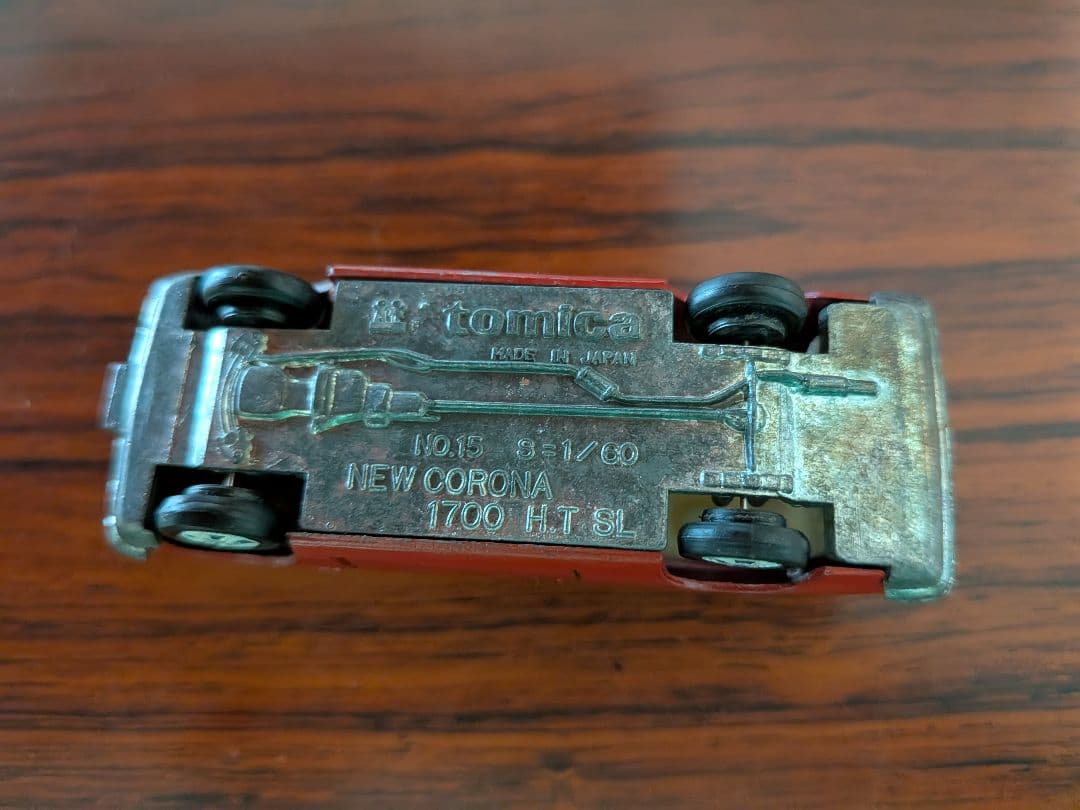 tomica
MADE IN JAPAN
NO.15 S=1/60
NEW CORONA
1700 H.T SL